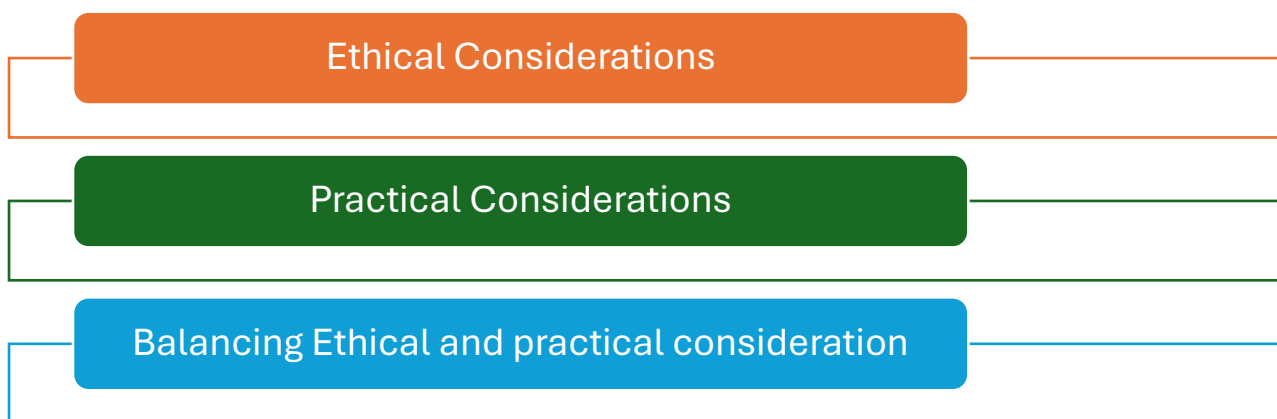 Ethical Considerations
Practical Considerations
Balancing Ethical and practical consideration